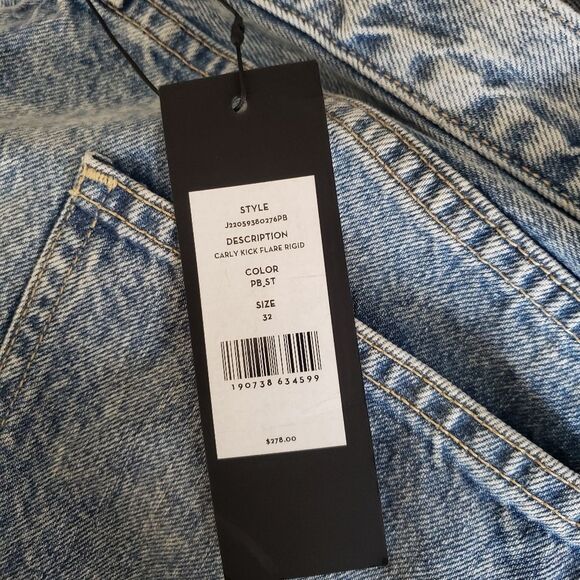 STYLE
J22059380276PB
DESCRIPTION
CARLY KICK FLARE RIGID
COLOR
PB_ST
SIZE
32
190738 634599
$278.00